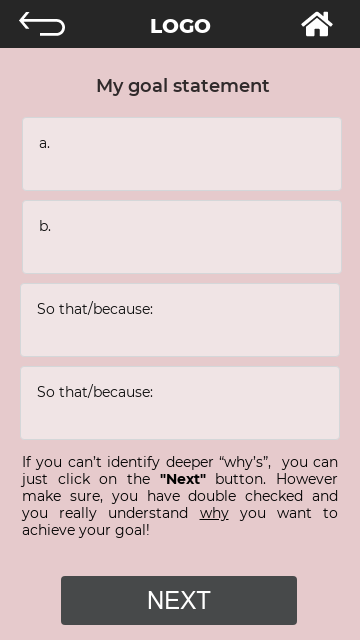 LOGO
My goal statement
a.
b.
So that/because:
So that/because:
If you can't identify deeper “why's”, you can
just click on the "Next" button. However
make sure, you have double checked and
you really understand why you want to
achieve your goal!
NEXT